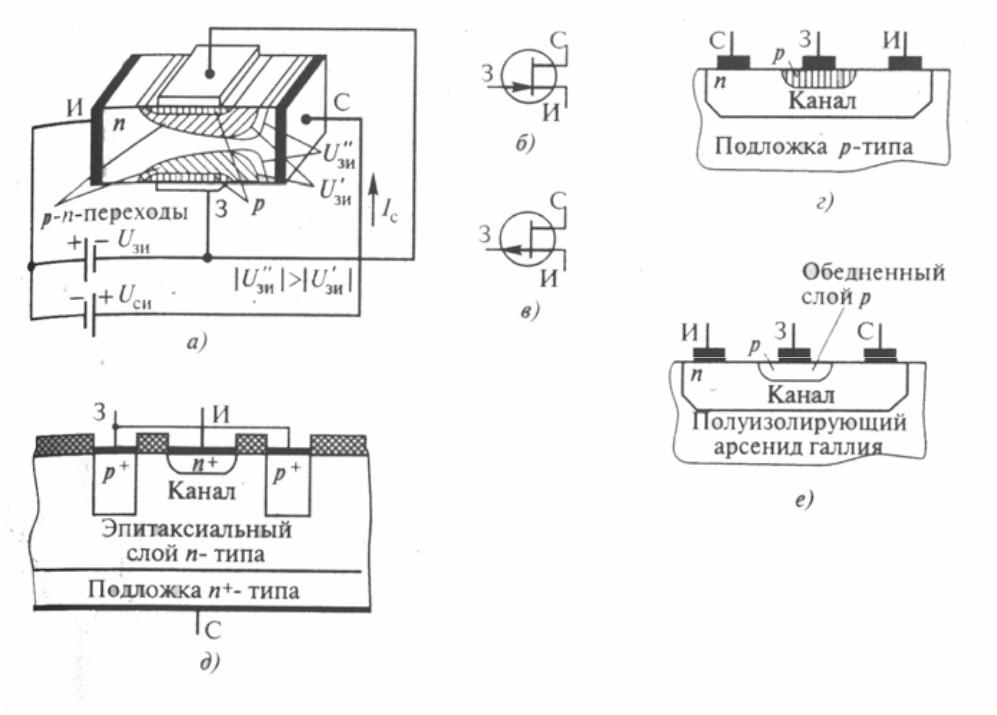 И
n
С
U″зи
U′зи
p-n-переходы
З
p
Iс
+ − Uзи
|U″зи|>|U′зи|
− + Uси
а)
С
З
И
б)
С
З
И
в)
С З И
p
n
Канал
Подложка p-типа
г)
Обедненный
слой p
И З С
p
n
Канал
Полуизолирующий
арсенид галлия
е)
З И
p+ n+ p+
Канал
Эпитаксиальный
слой n- типа
Подложка n+- типа
С
д)